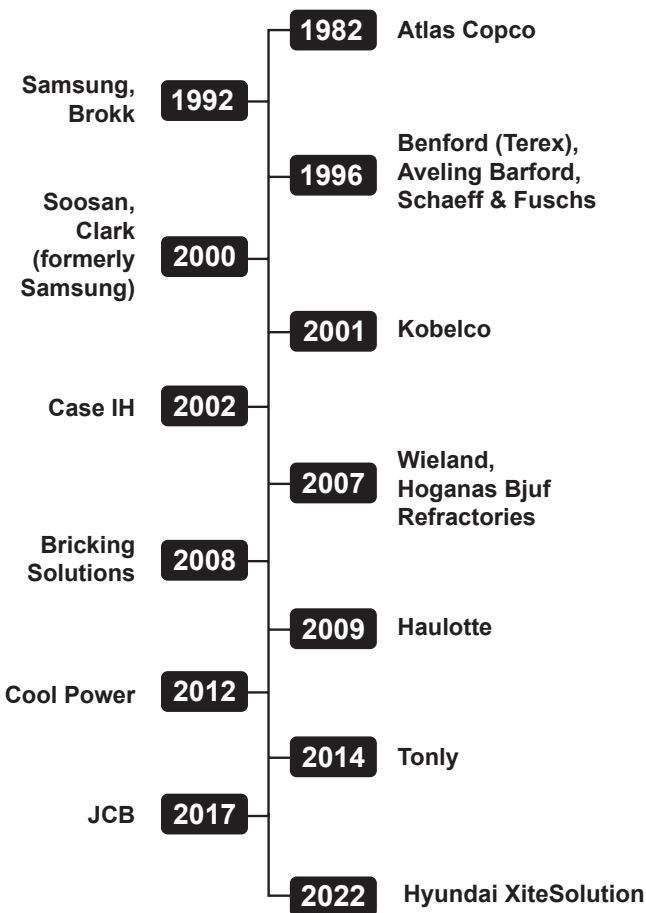 1982
Atlas Copco
Samsung,
Brokk
1992
1996
Benford (Terex),
Aveling Barford,
Schaeff & Fuschs
Soosan,
Clark
(formerly
Samsung)
2000
2001
Kobelco
Case IH
2002
2007
Wieland,
Hoganas Bjuf
Refractories
Bricking
Solutions
2008
2009
Haulotte
Cool Power
2012
2014
Tonly
JCB
2017
2022
Hyundai XiteSolution